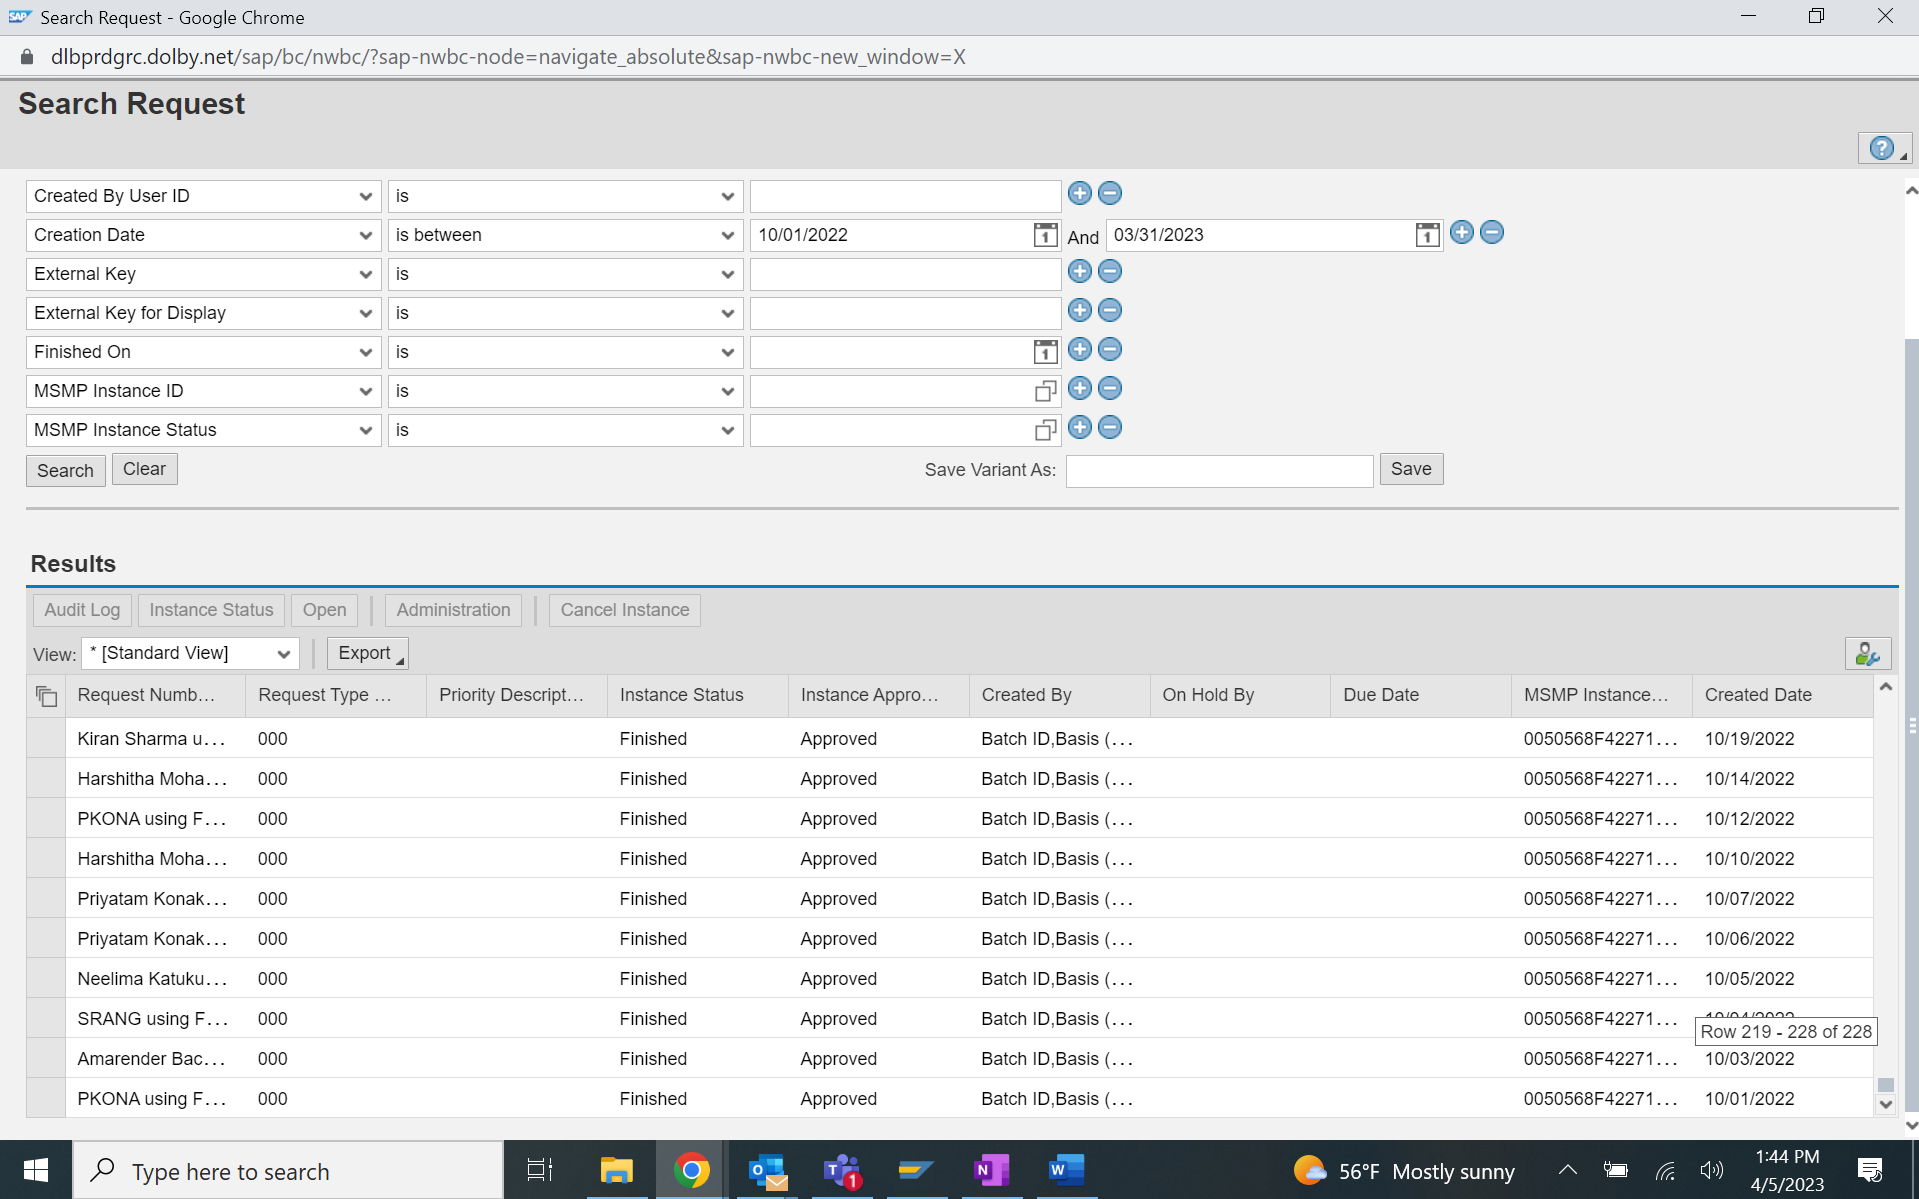 SAP Search Request - Google Chrome
dlbprdgrc.dolby.net/sap/bc/nwbc/?sap-nwbc-node=navigate_absolute&sap-nwbc-new_window=X
Search Request
?
Created By User ID is
Creation Date is between 10/01/2022 1 And 03/31/2023 1
External Key is
External Key for Display is
Finished On is 1
MSMP Instance ID is
MSMP Instance Status is
Search Clear Save Variant As: Save
Results
Audit Log Instance Status Open Administration Cancel Instance
View: * [Standard View] Export
Request Numb... Request Type ... Priority Descript... Instance Status Instance Appro... Created By On Hold By Due Date MSMP Instance... Created Date
Kiran Sharma u... 000 Finished Approved Batch ID,Basis (... 0050568F42271... 10/19/2022
Harshitha Moha... 000 Finished Approved Batch ID,Basis (... 0050568F42271... 10/14/2022
PKONA using F... 000 Finished Approved Batch ID,Basis (... 0050568F42271... 10/12/2022
Harshitha Moha... 000 Finished Approved Batch ID,Basis (... 0050568F42271... 10/10/2022
Priyatam Konak... 000 Finished Approved Batch ID,Basis (... 0050568F42271... 10/07/2022
Priyatam Konak... 000 Finished Approved Batch ID,Basis (... 0050568F42271... 10/06/2022
Neelima Katuku... 000 Finished Approved Batch ID,Basis (... 0050568F42271... 10/05/2022
SRANG using F... 000 Finished Approved Batch ID,Basis (... 0050568F42271...
Row 219 - 228 of 228
Amarender Bac... 000 Finished Approved Batch ID,Basis (... 0050568F42271... 10/03/2022
PKONA using F... 000 Finished Approved Batch ID,Basis (... 0050568F42271... 10/01/2022
Type here to search O T 1 N W 56°F Mostly sunny 1:44 PM
4/5/2023